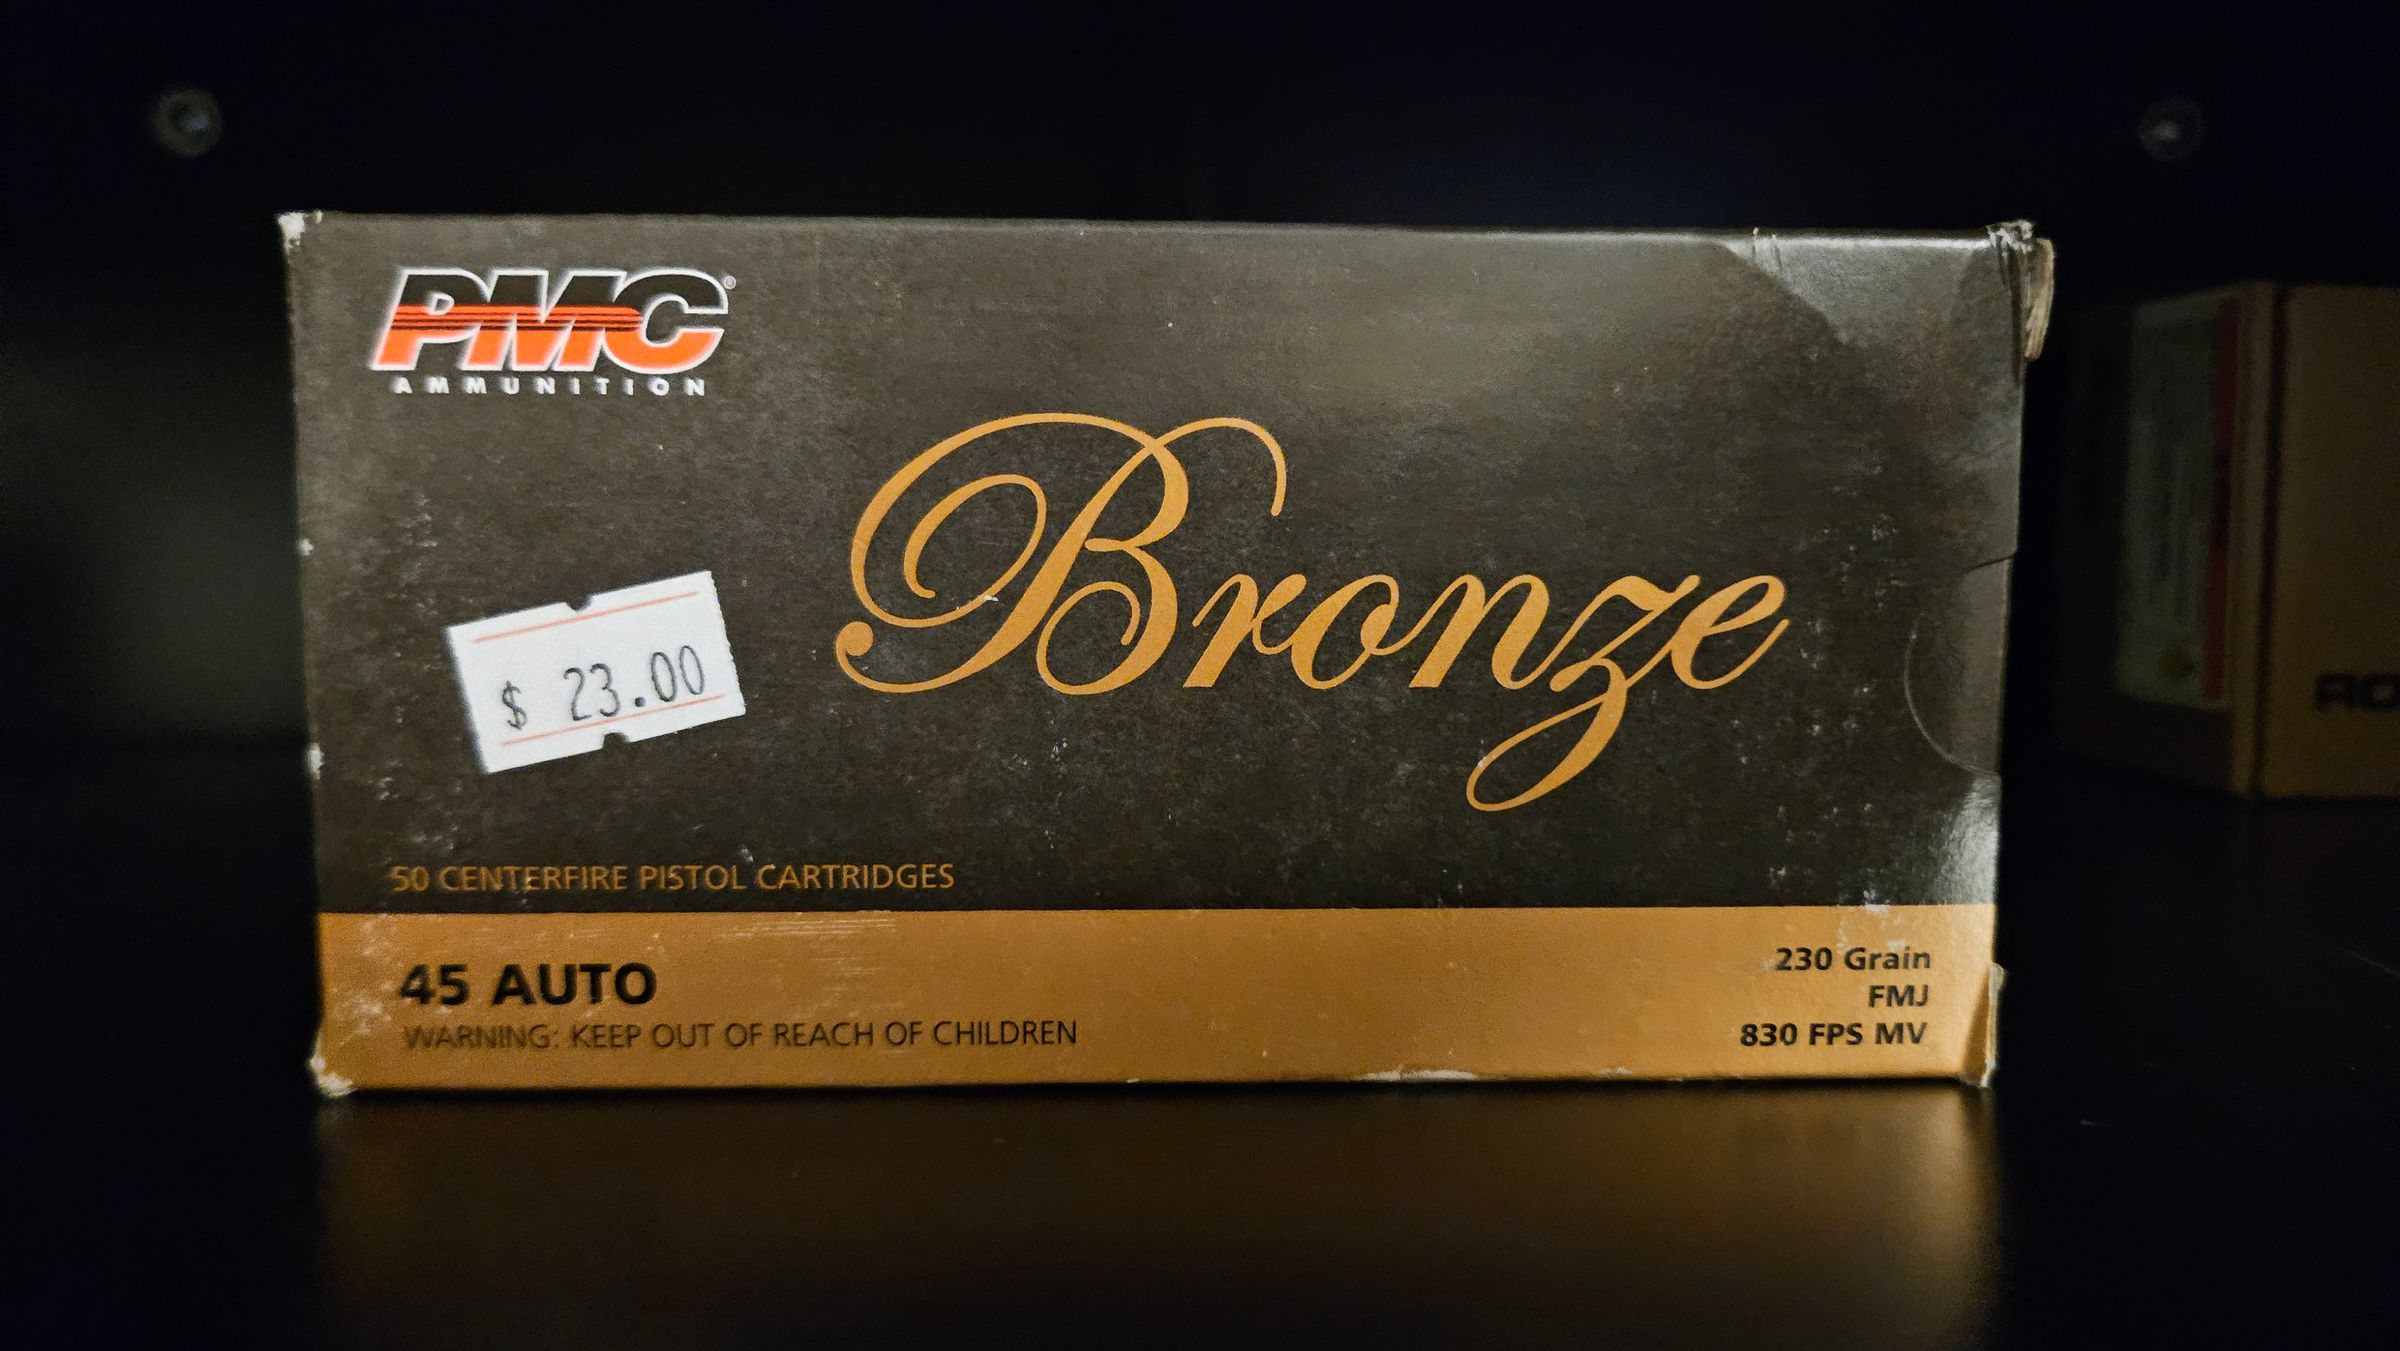 PMC®
AMMUNITION
Bronze
$ 23.00
50 CENTERFIRE PISTOL CARTRIDGES
45 AUTO
WARNING: KEEP OUT OF REACH OF CHILDREN
230 Grain
FMJ
830 FPS MV